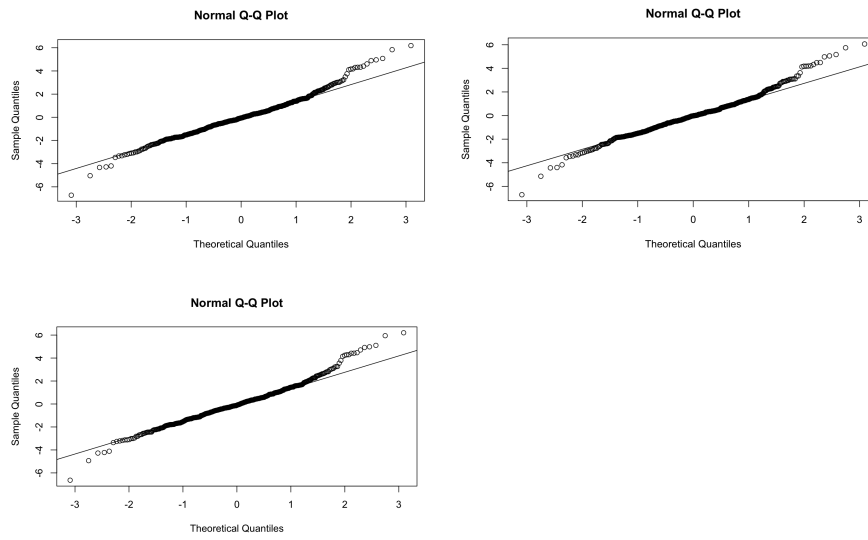 Normal Q-Q Plot
Sample Quantiles
6
4
2
0
-2
-4
-6
-3 -2 -1 0 1 2 3
Theoretical Quantiles
Normal Q-Q Plot
Sample Quantiles
6
4
2
0
-2
-4
-6
-3 -2 -1 0 1 2 3
Theoretical Quantiles
Normal Q-Q Plot
Sample Quantiles
6
4
2
0
-2
-4
-6
-3 -2 -1 0 1 2 3
Theoretical Quantiles